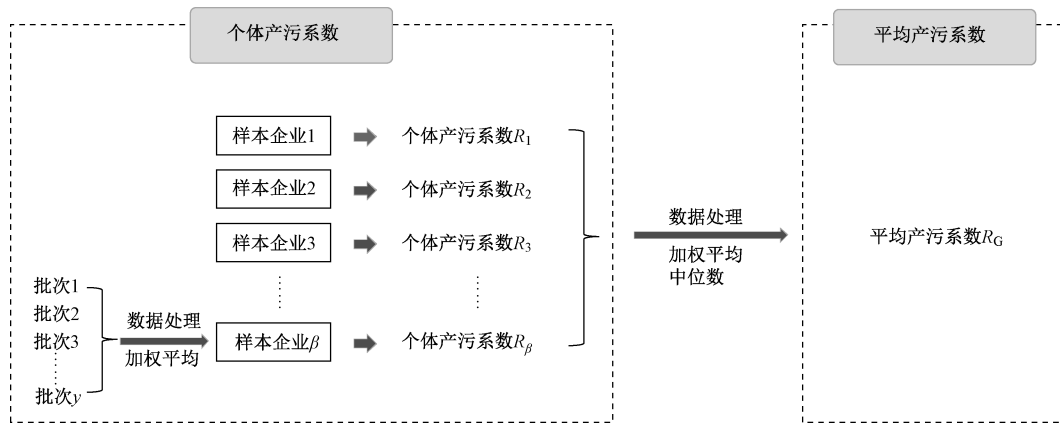 个体产污系数
平均产污系数
样本企业1
个体产污系数R₁
样本企业2
个体产污系数R₂
样本企业3
个体产污系数R₃
批次1
批次2
批次3
批次y
数据处理
加权平均
样本企业β
个体产污系数Rᵦ
数据处理
加权平均
中位数
平均产污系数R_G